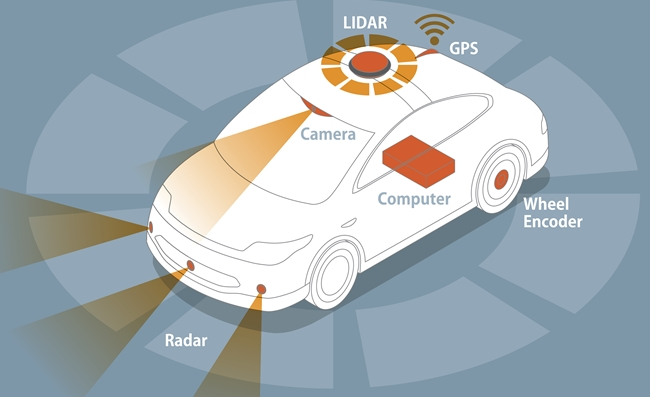 LIDAR
GPS
Camera
Computer
Wheel
Encoder
Radar